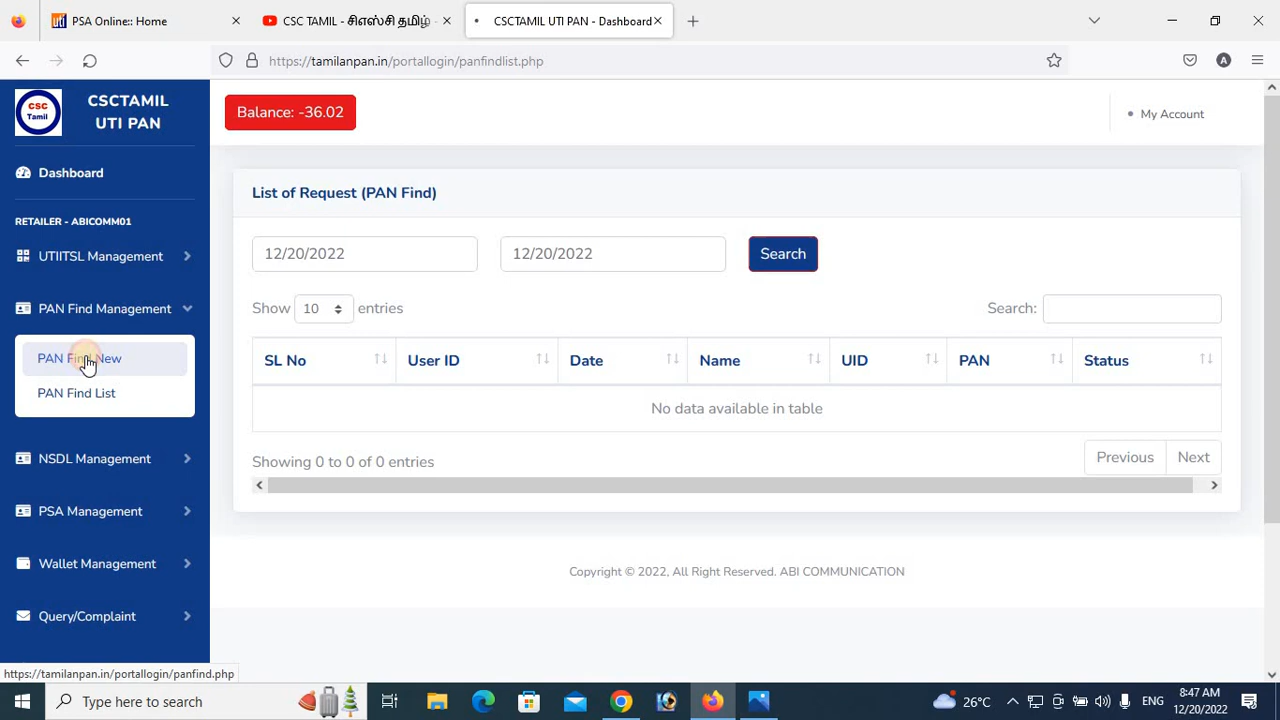 PSA Online:: Home
CSC TAMIL - சிஎஸ்சி தமிழ்
CSCTAMIL UTI PAN - Dashboard
https://tamilanpan.in/portallogin/panfindlist.php
CSC
Tamil
CSCTAMIL
UTI PAN
Balance: -36.02
My Account
Dashboard
RETAILER - ABICOMM01
UTIITSL Management
PAN Find Management
PAN Find New
PAN Find List
NSDL Management
PSA Management
Wallet Management
Query/Complaint
List of Request (PAN Find)
12/20/2022 12/20/2022 Search
Show 10 entries Search:
SL No User ID Date Name UID PAN Status
No data available in table
Showing 0 to 0 of 0 entries Previous Next
Copyright © 2022, All Right Reserved. ABI COMMUNICATION
https://tamilanpan.in/portallogin/panfind.php
Type here to search
26°C ENG 8:47 AM
12/20/2022